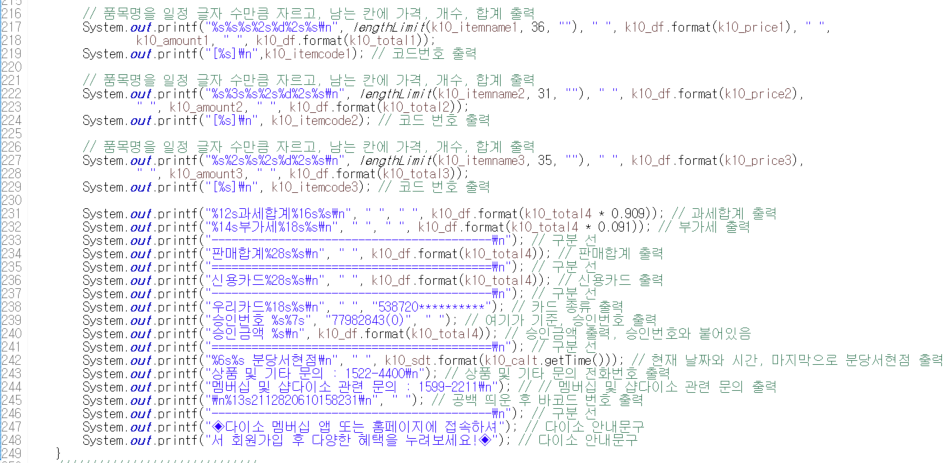 215
216 // 품목명을 일정 글자 수만큼 자르고, 남는 칸에 가격, 개수, 합계 출력
217 System.out.printf("%s%s%s%2s%d%2s%s\n", lengthLimit(k10_itemname1, 36, ""), " ", k10_df.format(k10_price1), " ",
218 k10_amount1, " ", k10_df.format(k10_total1));
219 System.out.printf("[%s]\n",k10_itemcode1); // 코드번호 출력
220
221 // 품목명을 일정 글자 수만큼 자르고, 남는 칸에 가격, 개수, 합계 출력
222 System.out.printf("%s%3s%s%2s%d%2s%s\n", lengthLimit(k10_itemname2, 31, ""), " ", k10_df.format(k10_price2),
223 " ", k10_amount2, " ", k10_df.format(k10_total2));
224 System.out.printf("[%s]\n", k10_itemcode2); // 코드 번호 출력
225
226 // 품목명을 일정 글자 수만큼 자르고, 남는 칸에 가격, 개수, 합계 출력
227 System.out.printf("%s%2s%s%2s%d%2s%s\n", lengthLimit(k10_itemname3, 35, ""), " ", k10_df.format(k10_price3),
228 " ", k10_amount3, " ", k10_df.format(k10_total3));
229 System.out.printf("[%s]\n", k10_itemcode3); // 코드 번호 출력
230
231 System.out.printf("%12s과세합계%16s%s\n", " ", " ", k10_df.format(k10_total4 * 0.909)); // 과세합계 출력
232 System.out.printf("%14s부가세%18s%s\n", " ", " ", k10_df.format(k10_total4 * 0.091)); // 부가세 출력
233 System.out.printf("------------------------------------------\n"); // 구분 선
234 System.out.printf("판매합계%28s%s\n", " ", k10_df.format(k10_total4)); // 판매합계 출력
235 System.out.printf("==========================================\n"); // 구분 선
236 System.out.printf("신용카드%28s%s\n", " ", k10_df.format(k10_total4)); // 신용카드 출력
237 System.out.printf("------------------------------------------\n"); // 구분 선
238 System.out.printf("우리카드%18s%s\n", " ", "538720**********"); // 카드 종류 출력
239 System.out.printf("승인번호 %s%7s", "77982843(0)", " "); // 여기가 기준, 승인번호 출력
240 System.out.printf("승인금액 %s\n", k10_df.format(k10_total4)); // 승인금액 출력, 승인번호와 붙어있음
241 System.out.printf("==========================================\n"); // 구분 선
242 System.out.printf("%6s%s 분당서현점\n", " ", k10_sdt.format(k10_calt.getTime())); // 현재 날짜와 시간, 마지막으로 분당서현점 출력
243 System.out.printf("상품 및 기타 문의 : 1522-4400\n"); // 상품 및 기타 문의 전화번호 출력
244 System.out.printf("멤버십 및 샵다이소 관련 문의 : 1599-2211\n"); // // 멤버십 및 샵다이소 관련 문의 출력
245 System.out.printf("\n%13s2112820610158231\n", " "); // 공백 띄운 후 바코드 번호 출력
246 System.out.printf("------------------------------------------\n"); // 구분 선
247 System.out.printf("◈다이소 멤버십 앱 또는 홈페이지에 접속하셔"); // 다이소 안내문구
248 System.out.printf("서 회원가입 후 다양한 혜택을 누려보세요!◈"); // 다이소 안내문구
249 }